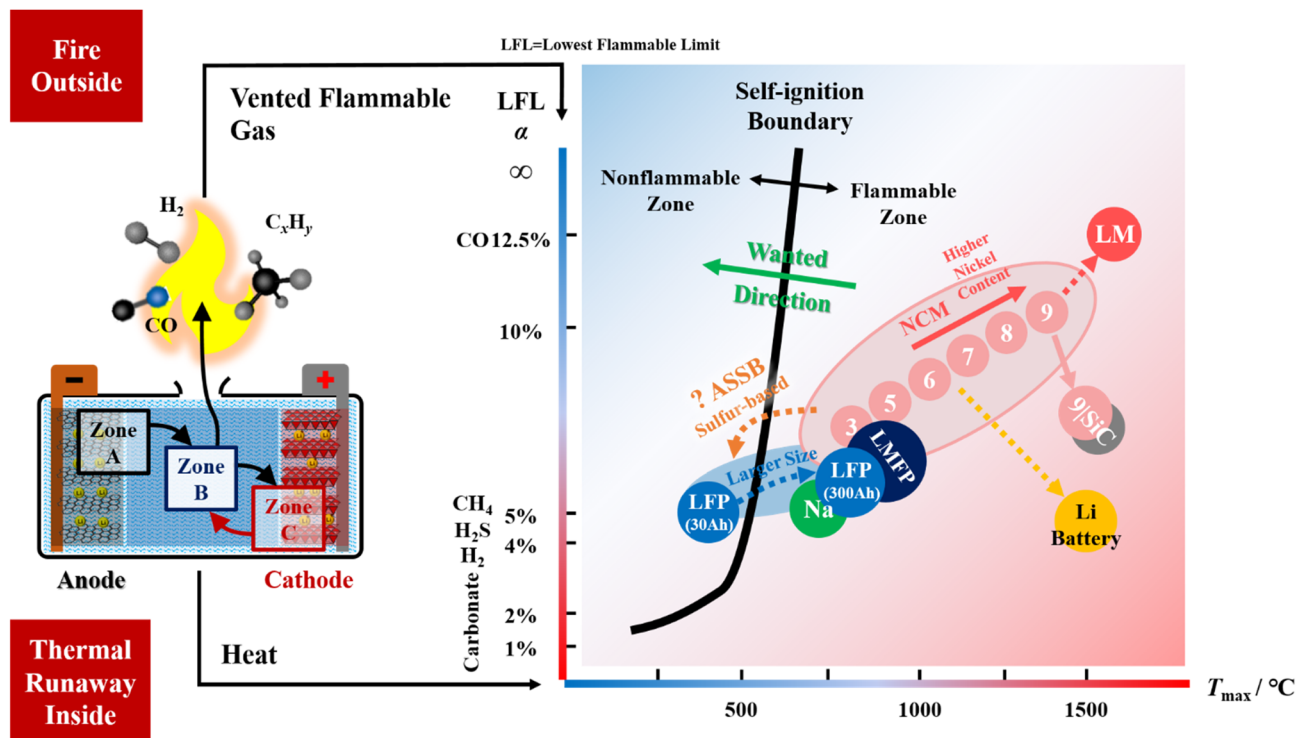 Fire
Outside
Vented Flammable
Gas
H2
CxHy
CO
−
+
Zone
A
Zone
B
Zone
C
Li
Anode
Cathode
Thermal
Runaway
Inside
Heat
LFL=Lowest Flammable Limit
LFL
α
∞
CO 12.5%
10%
CH4 5%
H2S 4%
H2
Carbonate
2%
1%
Self-ignition
Boundary
Nonflammable
Zone
Flammable
Zone
Wanted
Direction
Higher
Nickel
Content
NCM
LM
3
5
6
7
8
9
9|SiC
? ASSB
Sulfur-based
Larger Size
LFP
(30Ah)
Na
LFP
(300Ah)
LMFP
Li
Battery
500
1000
1500
Tmax / °C